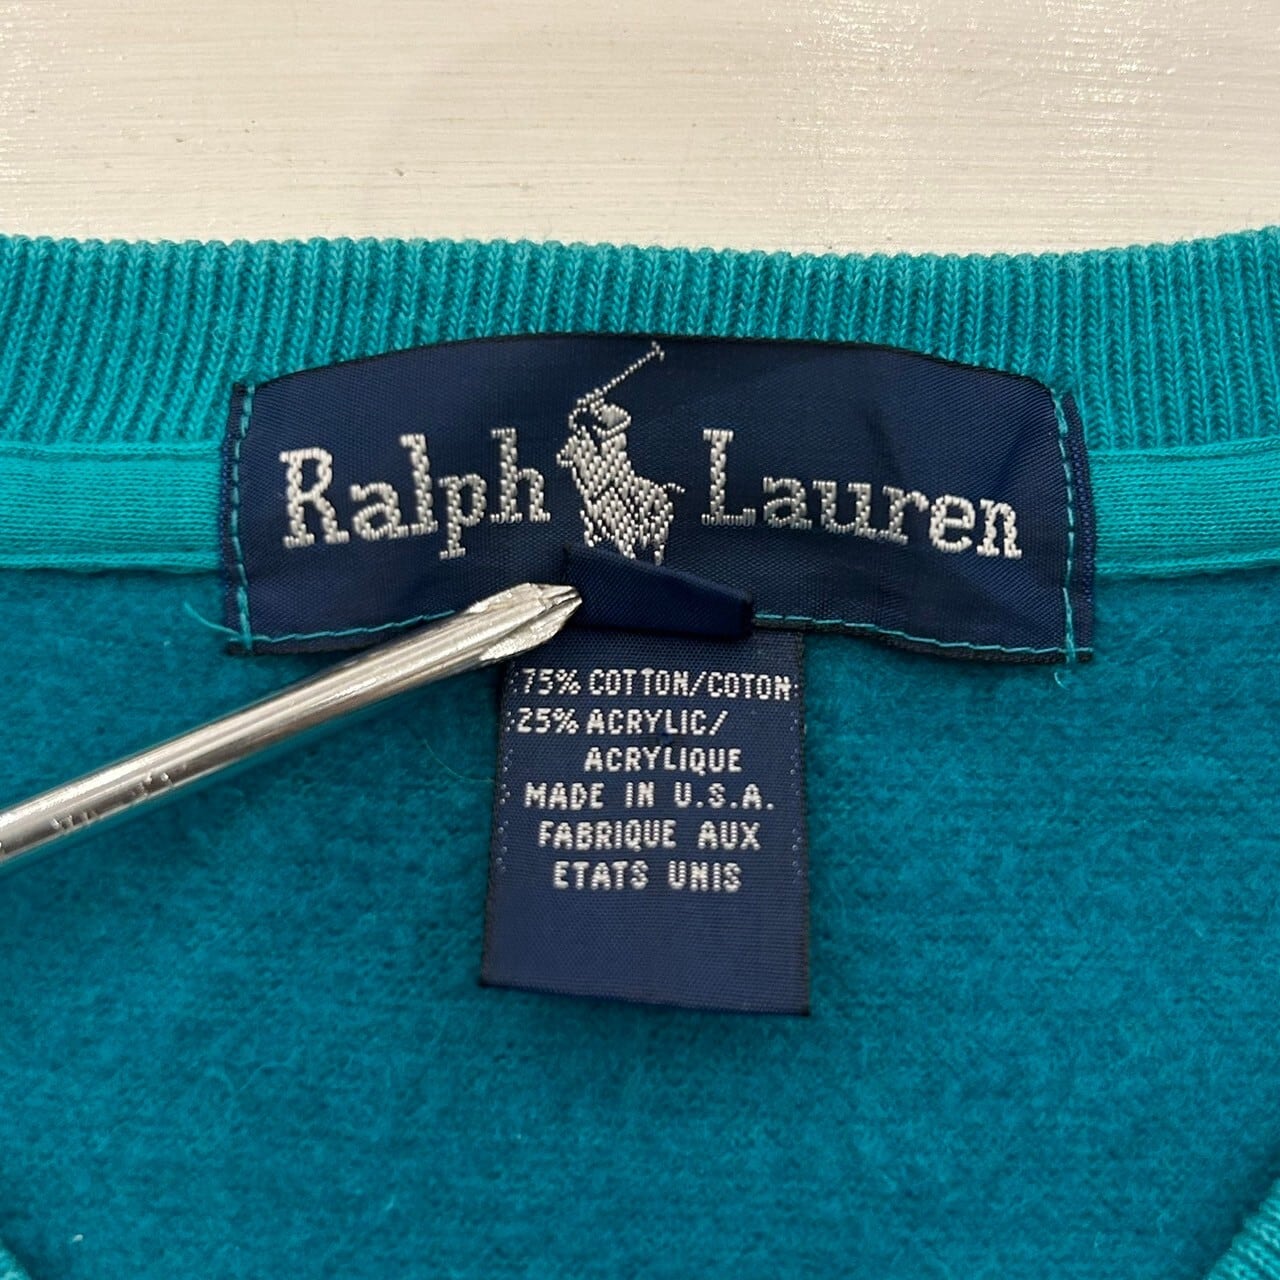 Ralph Lauren
75% COTTON/COTON
25% ACRYLIC/
ACRYLIQUE
MADE IN U.S.A.
FABRIQUE AUX
ETATS UNIS